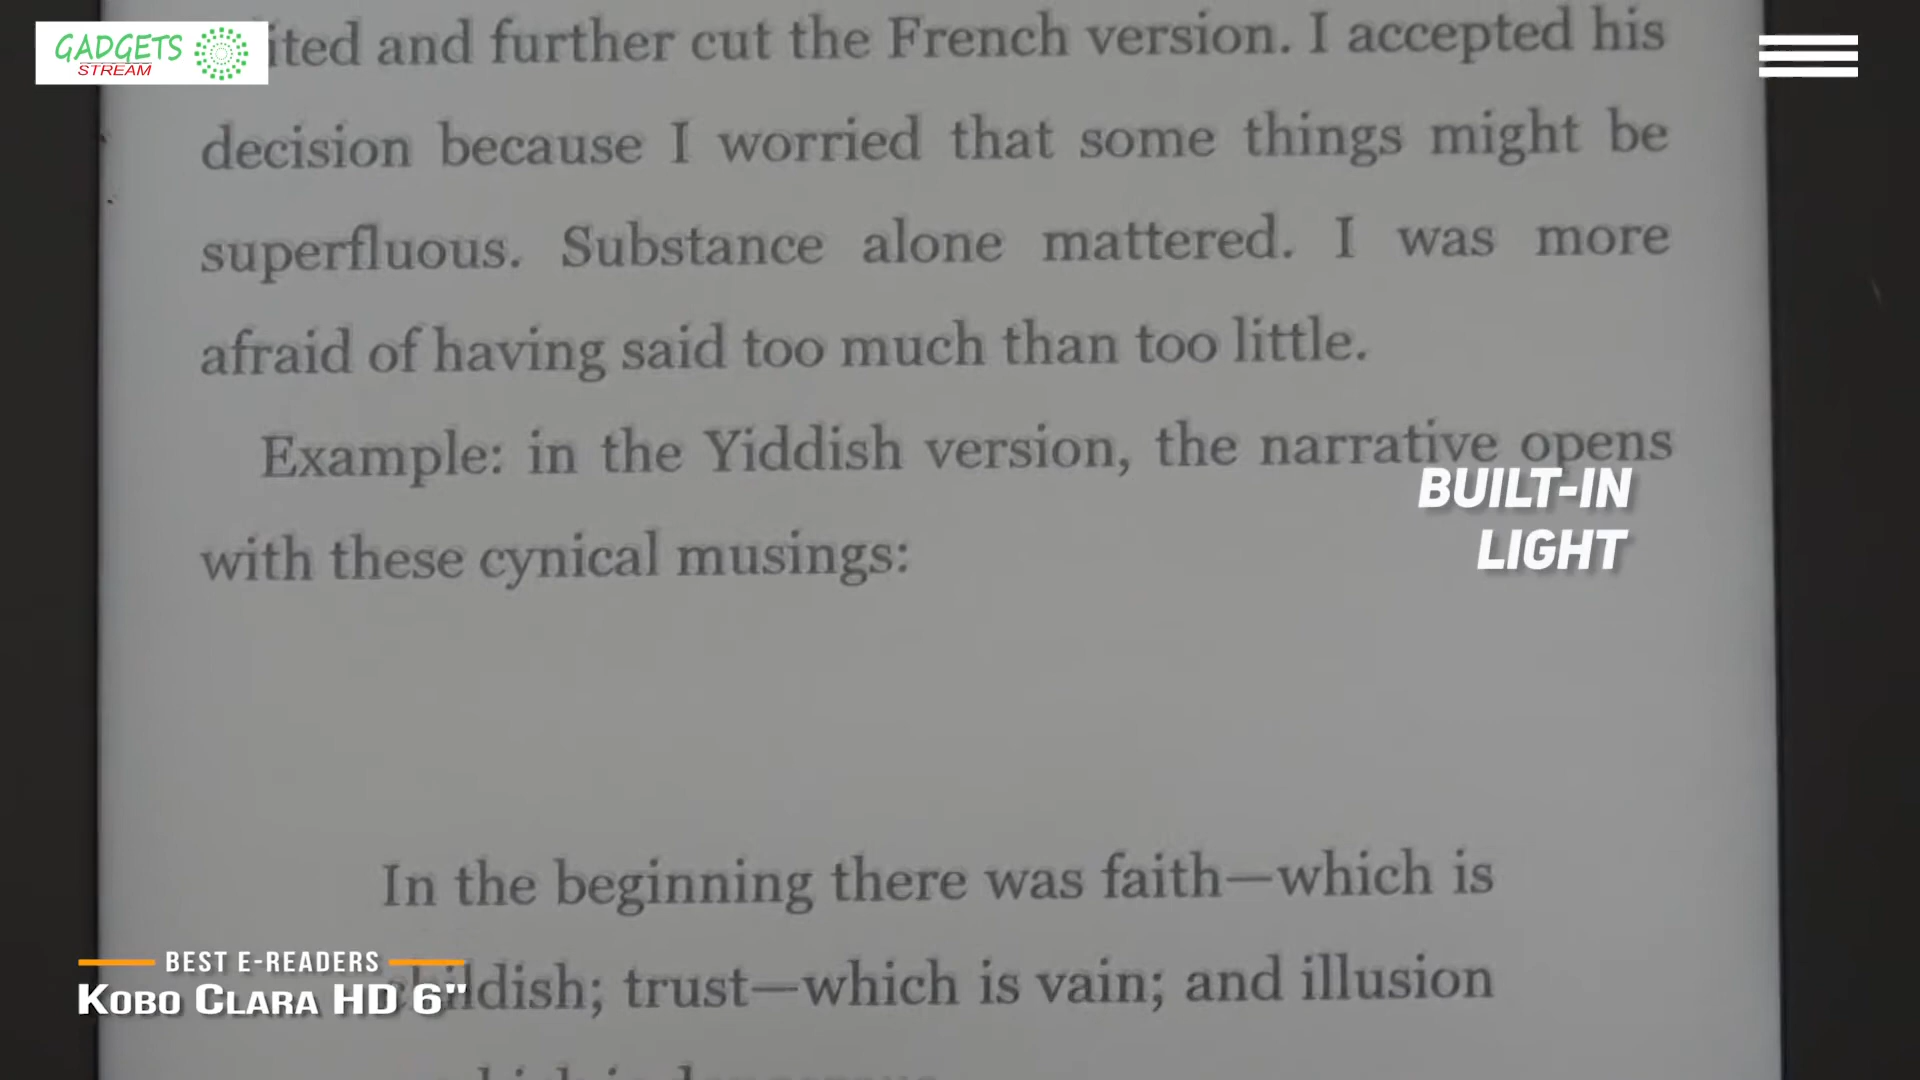 GADGETS
STREAM
and further cut the French version. I accepted his
decision because I worried that some things might be
superfluous. Substance alone mattered. I was more
afraid of having said too much than too little.
Example: in the Yiddish version, the narrative opens
with these cynical musings:
BUILT-IN
LIGHT
In the beginning there was faith—which is
trust—which is vain; and illusion
BEST E-READERS
KOBO CLARA HD 6"